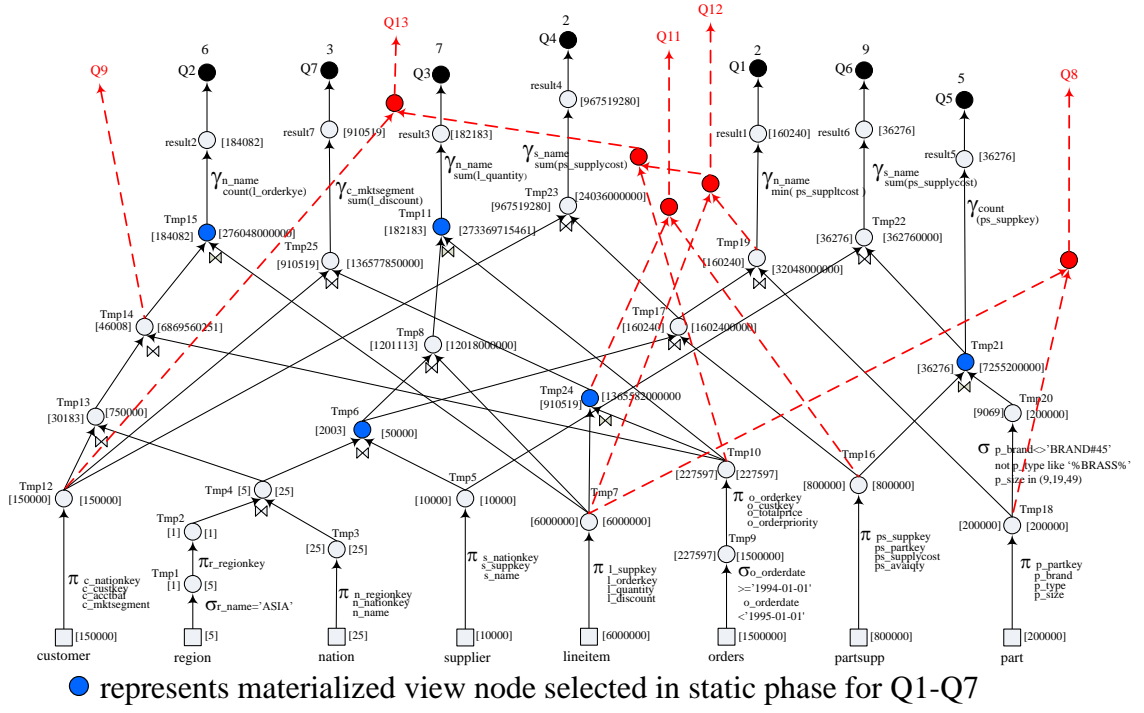 Q13
Q12
Q11
Q9
Q8
6
Q2
3
Q7
7
Q3
2
Q4
2
Q1
9
Q6
5
Q5
result4
[967519280]
result2
[184082]
result7
[910519]
result3
[182183]
result1
[160240]
result6
[36276]
result5
[36276]
γ n_name
count(l_orderkye)
γ c_mktsegment
sum(l_discount)
γ n_name
sum(l_quantity)
γ s_name
sum(ps_supplycost)
γ n_name
min( ps_suppltcost )
γ s_name
sum(ps_supplycost)
γ count
(ps_suppkey)
Tmp15
[184082]
[276048000000]
Tmp25
[910519]
[136577850000]
Tmp11
[182183]
[273369715461]
Tmp23
[967519280]
[24036000000]
Tmp19
[160240]
[32048000000]
Tmp22
[36276]
[362760000]
Tmp14
[46008]
[6869560251]
Tmp8
[1201113]
[12018000000]
Tmp17
[160240]
[1602400000]
Tmp21
[36276]
[7255200000]
Tmp13
[30183]
[750000]
Tmp6
[2003]
[50000]
Tmp24
[910519]
[1365582000000
Tmp20
[9069]
[200000]
σ p_brand<>'BRAND#45'
not p_type like ‘%BRASS%’
p_size in (9,19,49)
Tmp12
[150000]
[150000]
Tmp4
[5]
[25]
Tmp5
[10000]
[10000]
Tmp7
[6000000]
[6000000]
Tmp10
[227597]
[227597]
Tmp16
[800000]
[800000]
Tmp18
[200000]
[200000]
Tmp2
[1]
[1]
Tmp3
[25]
[25]
Tmp9
[227597]
[1500000]
Tmp1
[1]
[5]
π c_nationkey
c_custkey
c_acctbal
c_mktsegment
π r_regionkey
σ r_name='ASIA'
π n_regionkey
n_nationkey
n_name
π s_nationkey
s_suppkey
s_name
π l_suppkey
l_orderkey
l_quantity
l_discount
π o_orderkey
o_custkey
o_totalprice
o_orderpriority
σ o_orderdate
>='1994-01-01'
o_orderdate
<'1995-01-01'
π ps_suppkey
ps_partkey
ps_supplycost
ps_avaiqty
π p_partkey
p_brand
p_type
p_size
[150000]
[5]
[25]
[10000]
[6000000]
[1500000]
[800000]
[200000]
customer
region
nation
supplier
lineitem
orders
partsupp
part
represents materialized view node selected in static phase for Q1-Q7